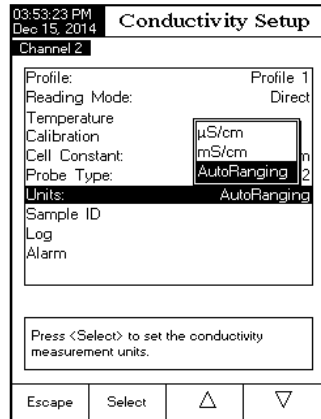 03:53:23 PM
Dec 15, 2014
Conductivity Setup
Channel 2
Profile: Profile 1
Reading Mode: Direct
Temperature
Calibration
µS/cm
Cell Constant:
mS/cm
Probe Type: 2
AutoRanging
Units: AutoRanging
Sample ID
Log
Alarm
Press <Select> to set the conductivity
measurement units.
Escape Select △ ▽